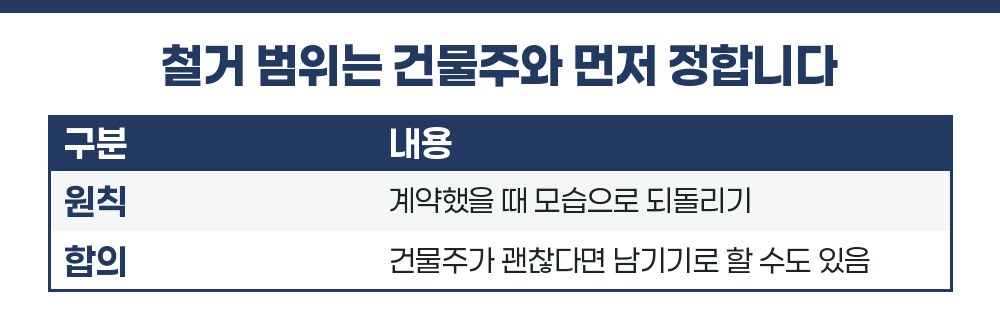 철거 범위는 건물주와 먼저 정합니다
구분 내용
원칙 계약했을 때 모습으로 되돌리기
합의 건물주가 괜찮다면 남기기로 할 수도 있음